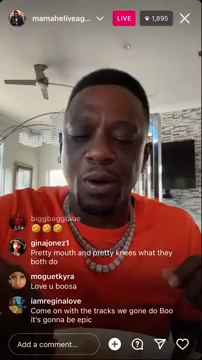 mamaheliveag...
LIVE
1,895
biggbaggblue
🤣🤣🤣
ginajonez1
Pretty mouth and pretty knees what they
both do
moguetkyra
Love u boosa
iamreginalove
Come on with the tracks we gone do Boo
it's gonna be epic
Add a comment...